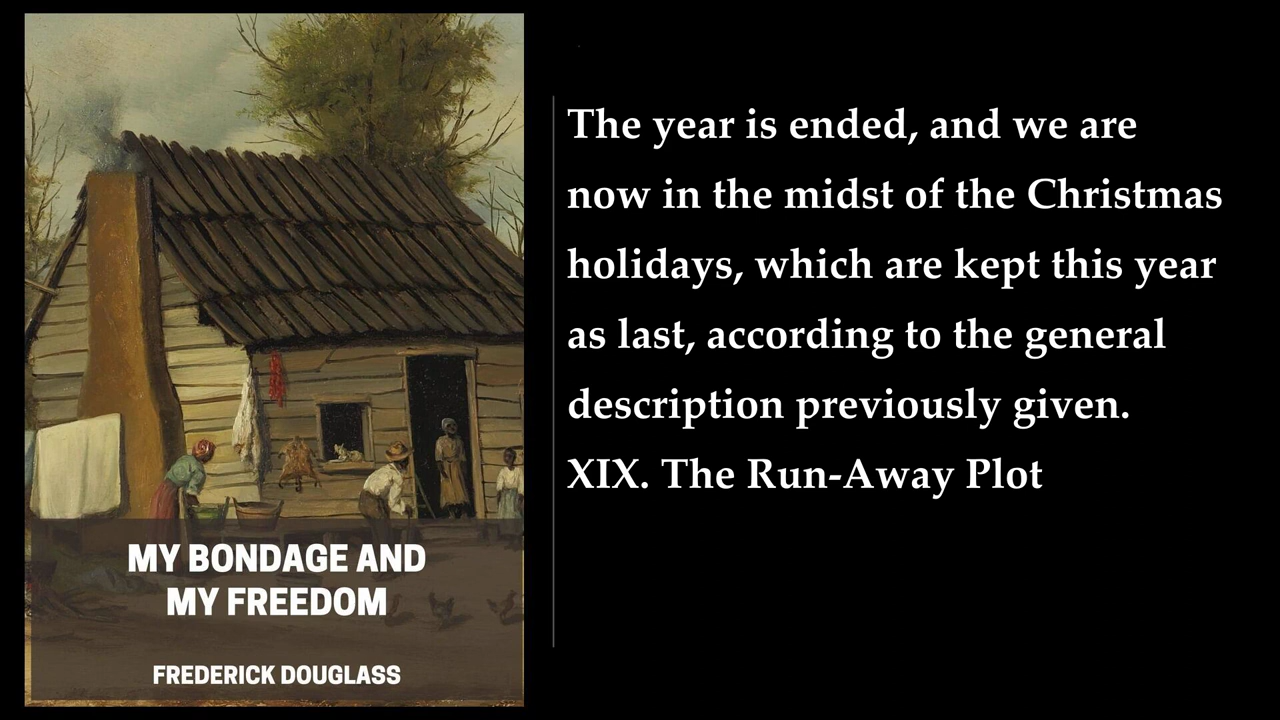 MY BONDAGE AND
MY FREEDOM
FREDERICK DOUGLASS
The year is ended, and we are
now in the midst of the Christmas
holidays, which are kept this year
as last, according to the general
description previously given.
XIX. The Run-Away Plot